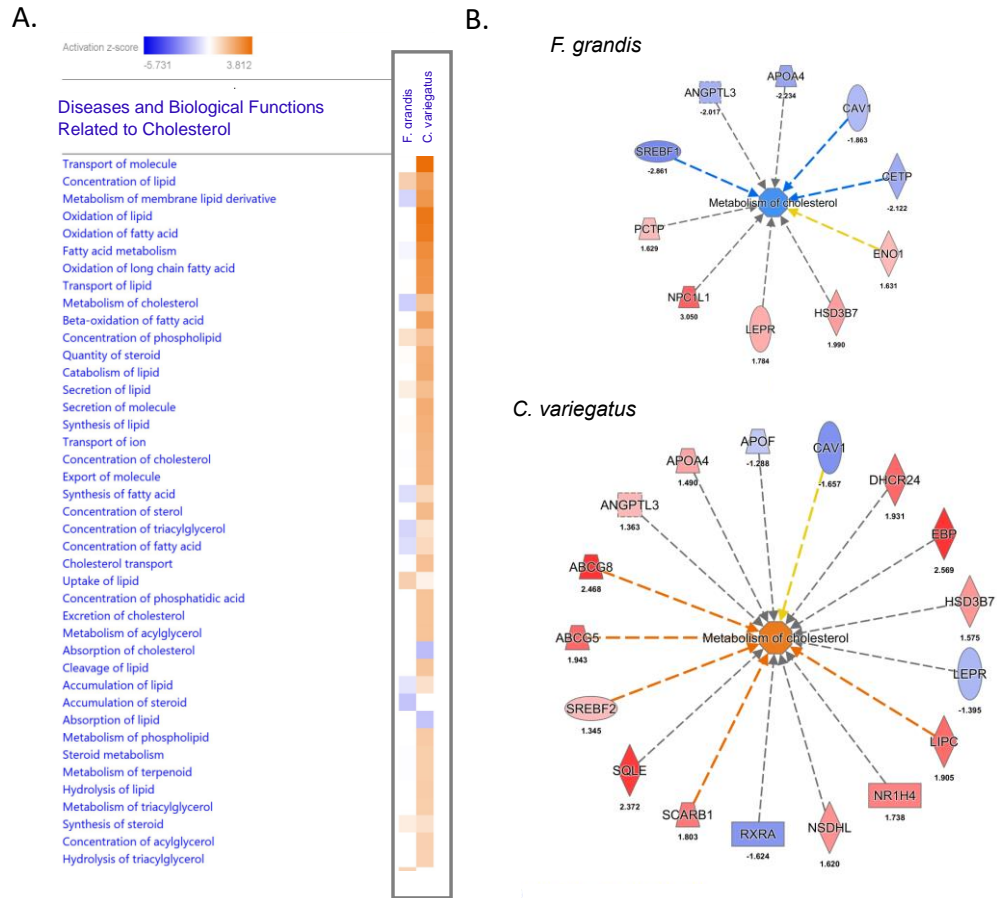 A.
Activation z-score
-5.731 3.812
Diseases and Biological Functions
Related to Cholesterol
F. grandis
C. variegatus
Transport of molecule
Concentration of lipid
Metabolism of membrane lipid derivative
Oxidation of lipid
Oxidation of fatty acid
Fatty acid metabolism
Oxidation of long chain fatty acid
Transport of lipid
Metabolism of cholesterol
Beta-oxidation of fatty acid
Concentration of phospholipid
Quantity of steroid
Catabolism of lipid
Secretion of lipid
Secretion of molecule
Synthesis of lipid
Transport of ion
Concentration of cholesterol
Export of molecule
Synthesis of fatty acid
Concentration of sterol
Concentration of triacylglycerol
Concentration of fatty acid
Cholesterol transport
Uptake of lipid
Concentration of phosphatidic acid
Excretion of cholesterol
Metabolism of acylglycerol
Absorption of cholesterol
Cleavage of lipid
Accumulation of lipid
Accumulation of steroid
Absorption of lipid
Metabolism of phospholipid
Steroid metabolism
Metabolism of terpenoid
Hydrolysis of lipid
Metabolism of triacylglycerol
Synthesis of steroid
Concentration of acylglycerol
Hydrolysis of triacylglycerol
B.
F. grandis
APOA4
-2.234
ANGPTL3
-2.017
CAV1
-1.863
SREBF1
-2.861
CETP
-2.122
Metabolism of cholesterol
PCTP
1.629
ENO1
1.631
NPC1L1
3.050
HSD3B7
1.990
LEPR
1.784
C. variegatus
APOF
-1.288
CAV1
-1.657
APOA4
1.490
DHCR24
1.931
ANGPTL3
1.363
EBP
2.569
ABCG8
2.468
HSD3B7
1.575
ABCG5
1.943
Metabolism of cholesterol
LEPR
-1.395
SREBF2
1.345
LIPC
1.905
SQLE
2.372
NR1H4
1.738
SCARB1
1.803
RXRA
-1.624
NSDHL
1.620